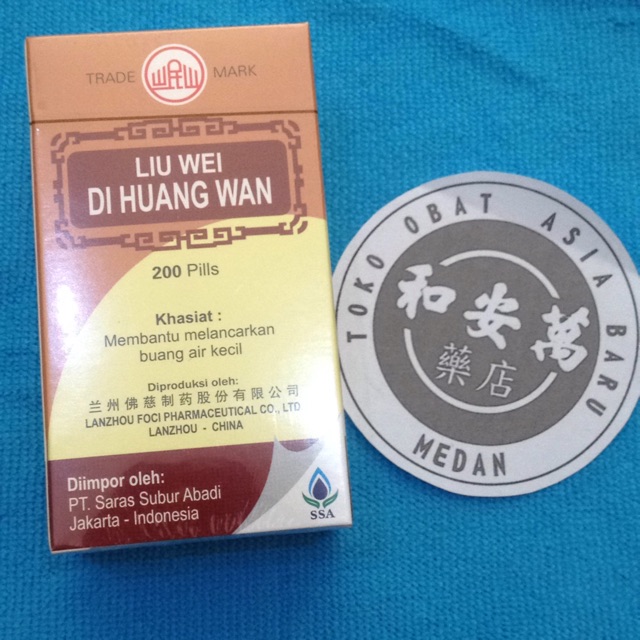 TRADE MARK
LIU WEI
DI HUANG WAN
200 Pills
Khasiat :
Membantu melancarkan
buang air kecil
Diproduksi oleh:
兰州佛慈制药股份有限公司
LANZHOU FOCI PHARMACEUTICAL CO., LTD
LANZHOU - CHINA
Diimpor oleh:
PT. Saras Subur Abadi
Jakarta - Indonesia
SSA
TOKO OBAT ASIA BARU
和安萬
藥店
MEDAN